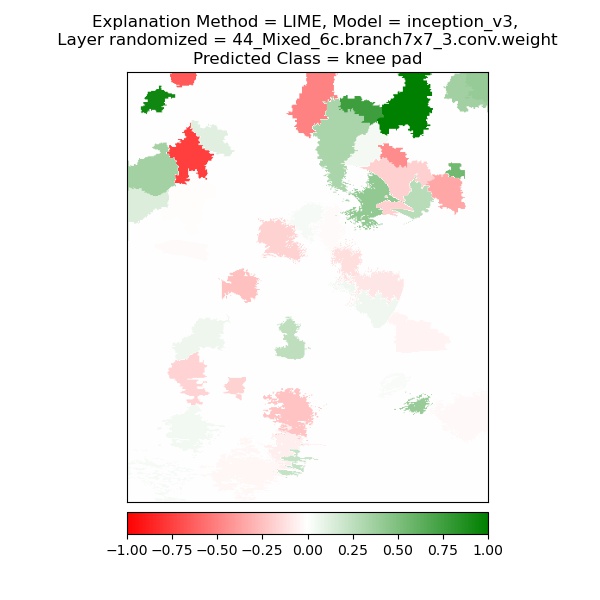 Explanation Method = LIME, Model = inception_v3,
Layer randomized = 44_Mixed_6c.branch7x7_3.conv.weight
Predicted Class = knee pad
−1.00 −0.75 −0.50 −0.25 0.00 0.25 0.50 0.75 1.00